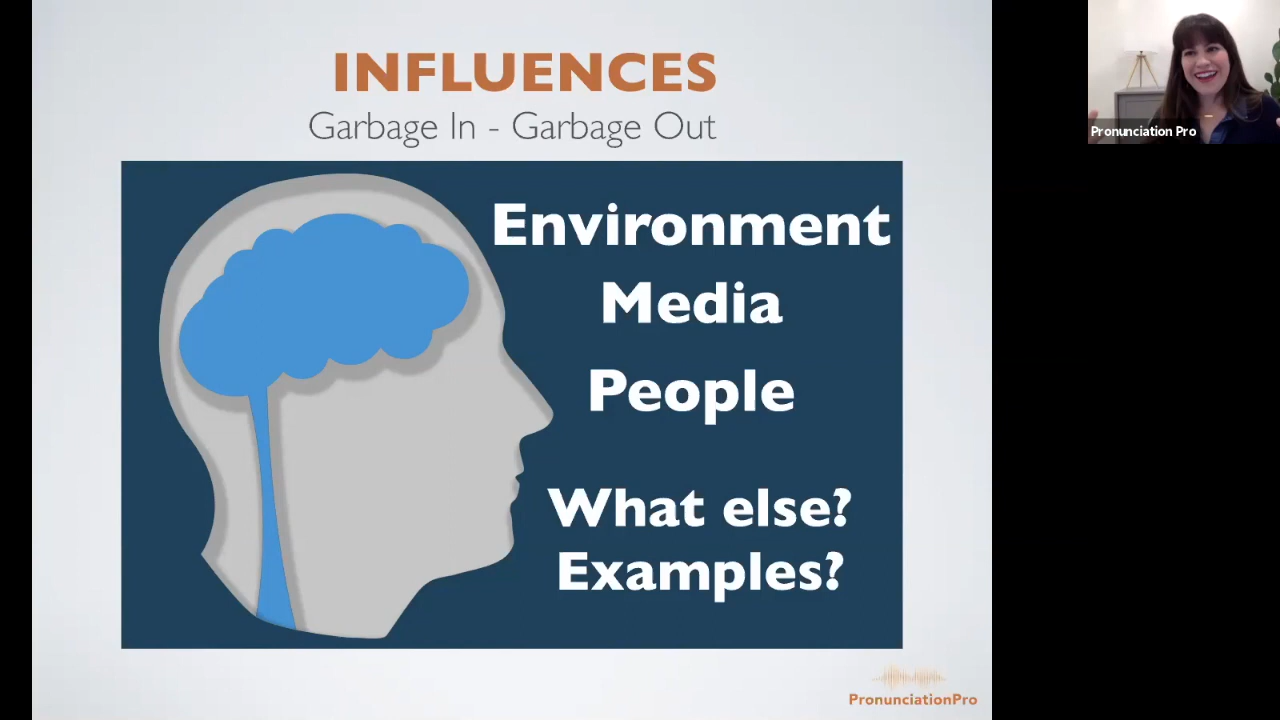 INFLUENCES
Garbage In - Garbage Out
Environment
Media
People
What else?
Examples?
PronunciationPro
Pronunciation Pro